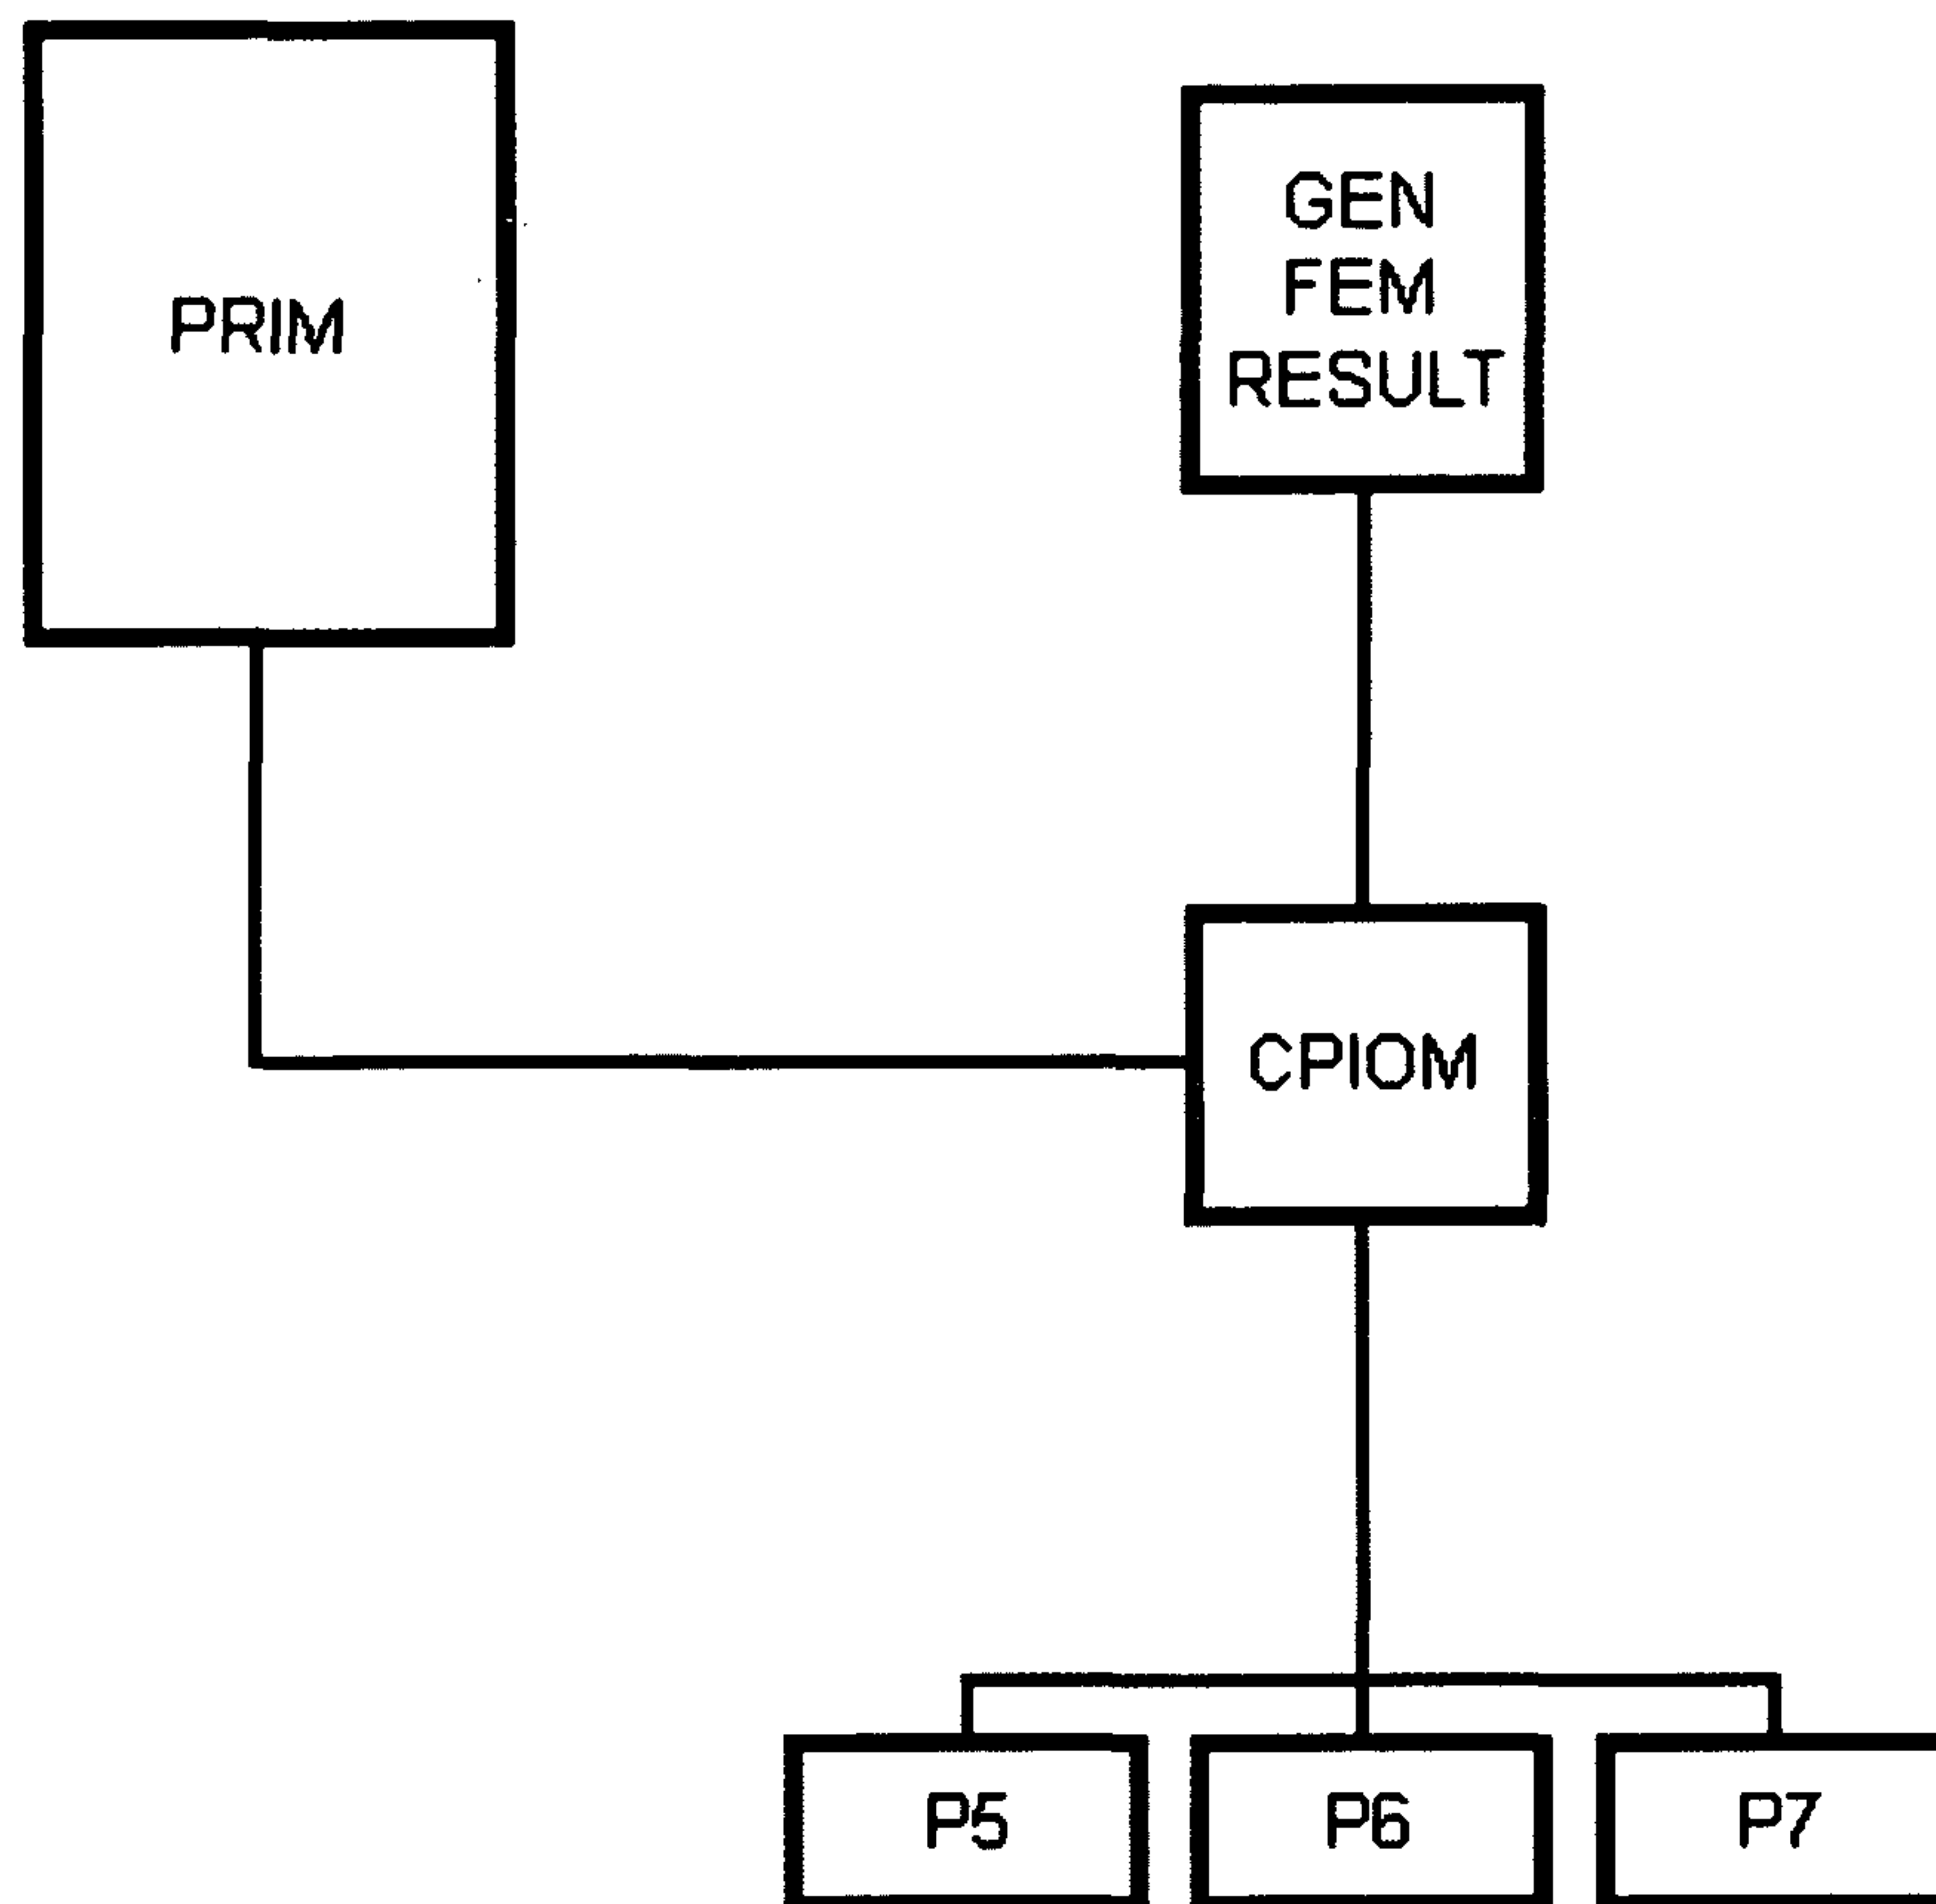 PRIM
GEN
FEM
RESULT
CPIOM
P5
P6
P7